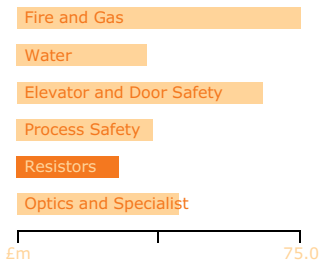 Fire and Gas
Water
Elevator and Door Safety
Process Safety
Resistors
Optics and Specialist
£m 75.0